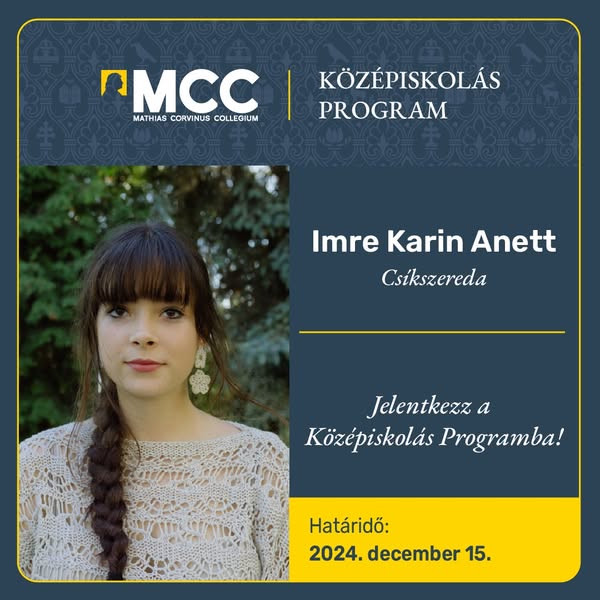 MCC
MATHIAS CORVINUS COLLEGIUM
KÖZÉPISKOLÁS
PROGRAM
Imre Karin Anett
Csíkszereda
Jelentkezz a
Középiskolás Programba!
Határidő:
2024. december 15.